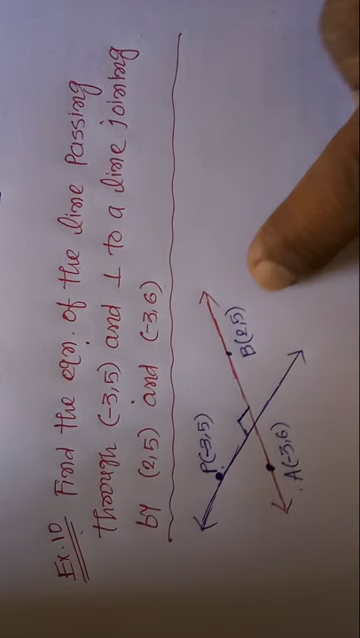 Ex.10 Find the eqn. of the line Passing
through (-3,5) and ⊥ to a line joining
by (2,5) and (-3,6)
P(-3,5)
B(2,5)
A(-3,6)